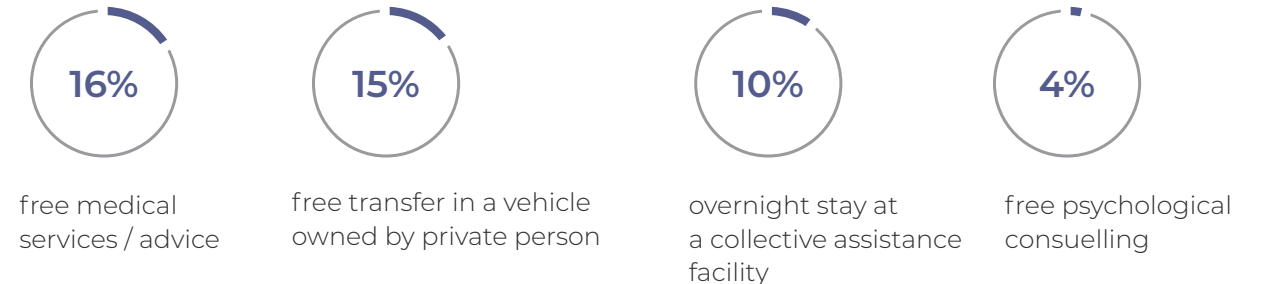 16%
free medical
services / advice
15%
free transfer in a vehicle
owned by private person
10%
overnight stay at
a collective assistance
facility
4%
free psychological
consuelling